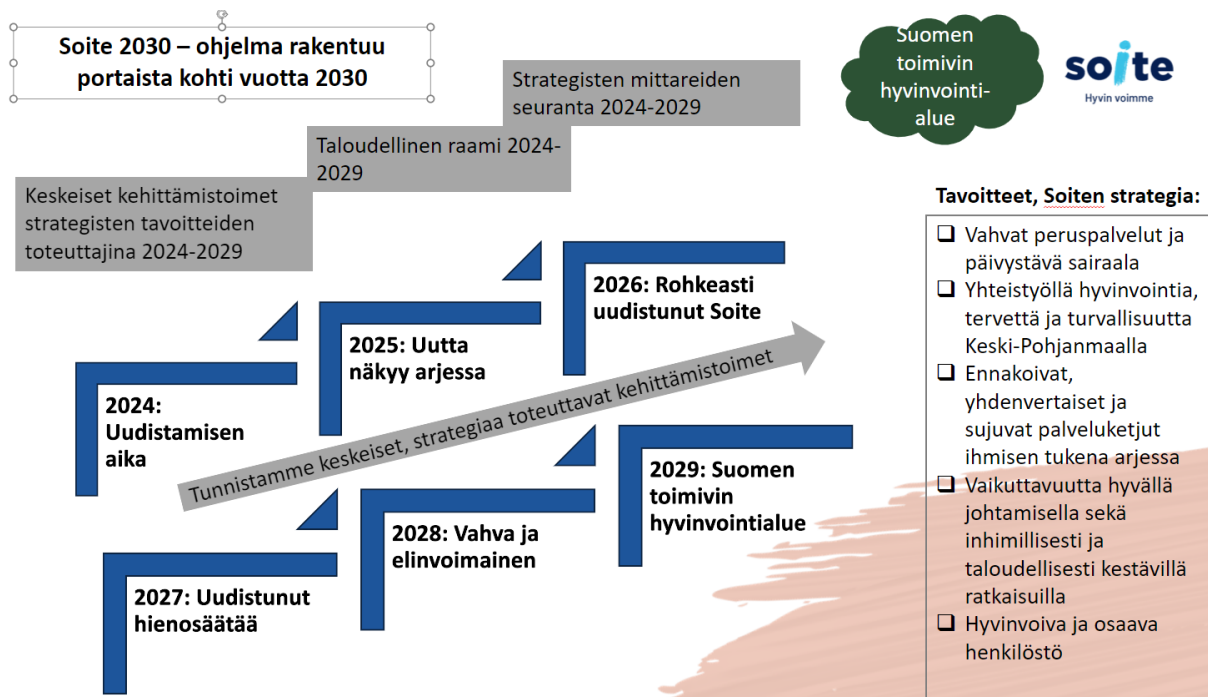 Soite 2030 – ohjelma rakentuu
portaista kohti vuotta 2030
Strategisten mittareiden
seuranta 2024-2029
Taloudellinen raami 2024-
2029
Keskeiset kehittämistoimet
strategisten tavoitteiden
toteuttajina 2024-2029
Suomen
toimivin
hyvinvointi-
alue
soite
Hyvin voimme
2024:
Uudistamisen
aika
2025: Uutta
näkyy arjessa
2026: Rohkeasti
uudistunut Soite
Tunnistamme keskeiset, strategiaa toteuttavat kehittämistoimet
2027: Uudistunut
hienosäätää
2028: Vahva ja
elinvoimainen
2029: Suomen
toimivin
hyvinvointialue
Tavoitteet, Soiten strategia:
Vahvat peruspalvelut ja
päivystävä sairaala
Yhteistyöllä hyvinvointia,
tervettä ja turvallisuutta
Keski-Pohjanmaalla
Ennakoivat,
yhdenvertaiset ja
sujuvat palveluketjut
ihmisen tukena arjessa
Vaikuttavuutta hyvällä
johtamisella sekä
inhimillisesti ja
taloudellisesti kestävillä
ratkaisuilla
Hyvinvoiva ja osaava
henkilöstö